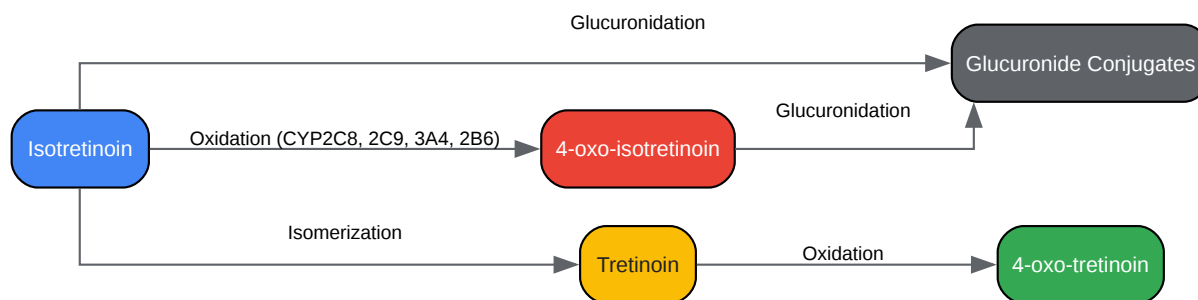 Glucuronidation
Glucuronide Conjugates
Glucuronidation
Isotretinoin
Oxidation (CYP2C8, 2C9, 3A4, 2B6)
4-oxo-isotretinoin
Isomerization
Tretinoin
Oxidation
4-oxo-tretinoin